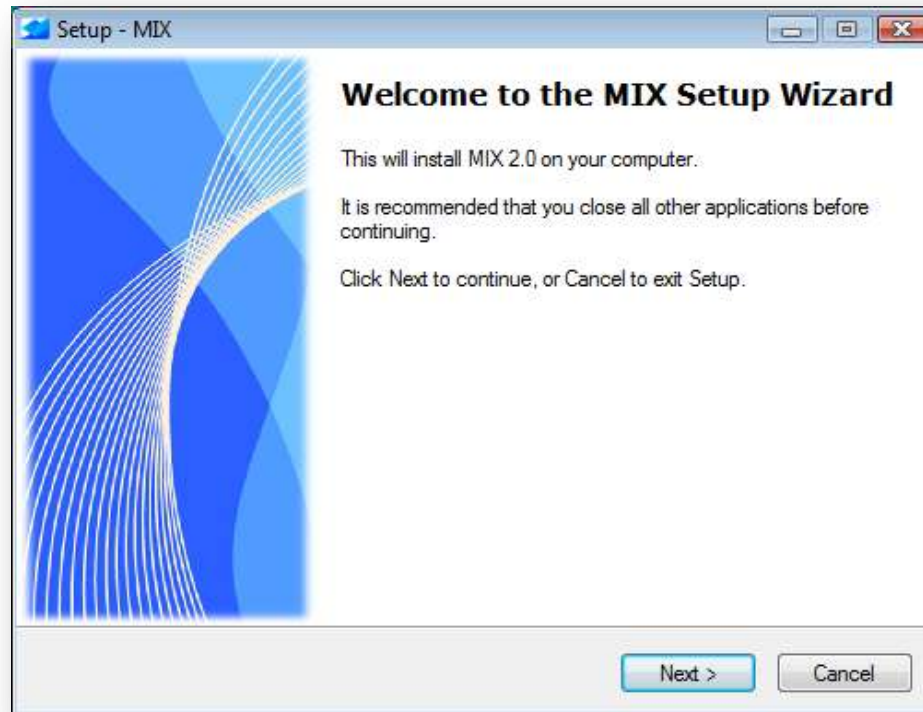 Setup - MIX
Welcome to the MIX Setup Wizard
This will install MIX 2.0 on your computer.
It is recommended that you close all other applications before
continuing.
Click Next to continue, or Cancel to exit Setup.
Next >
Cancel